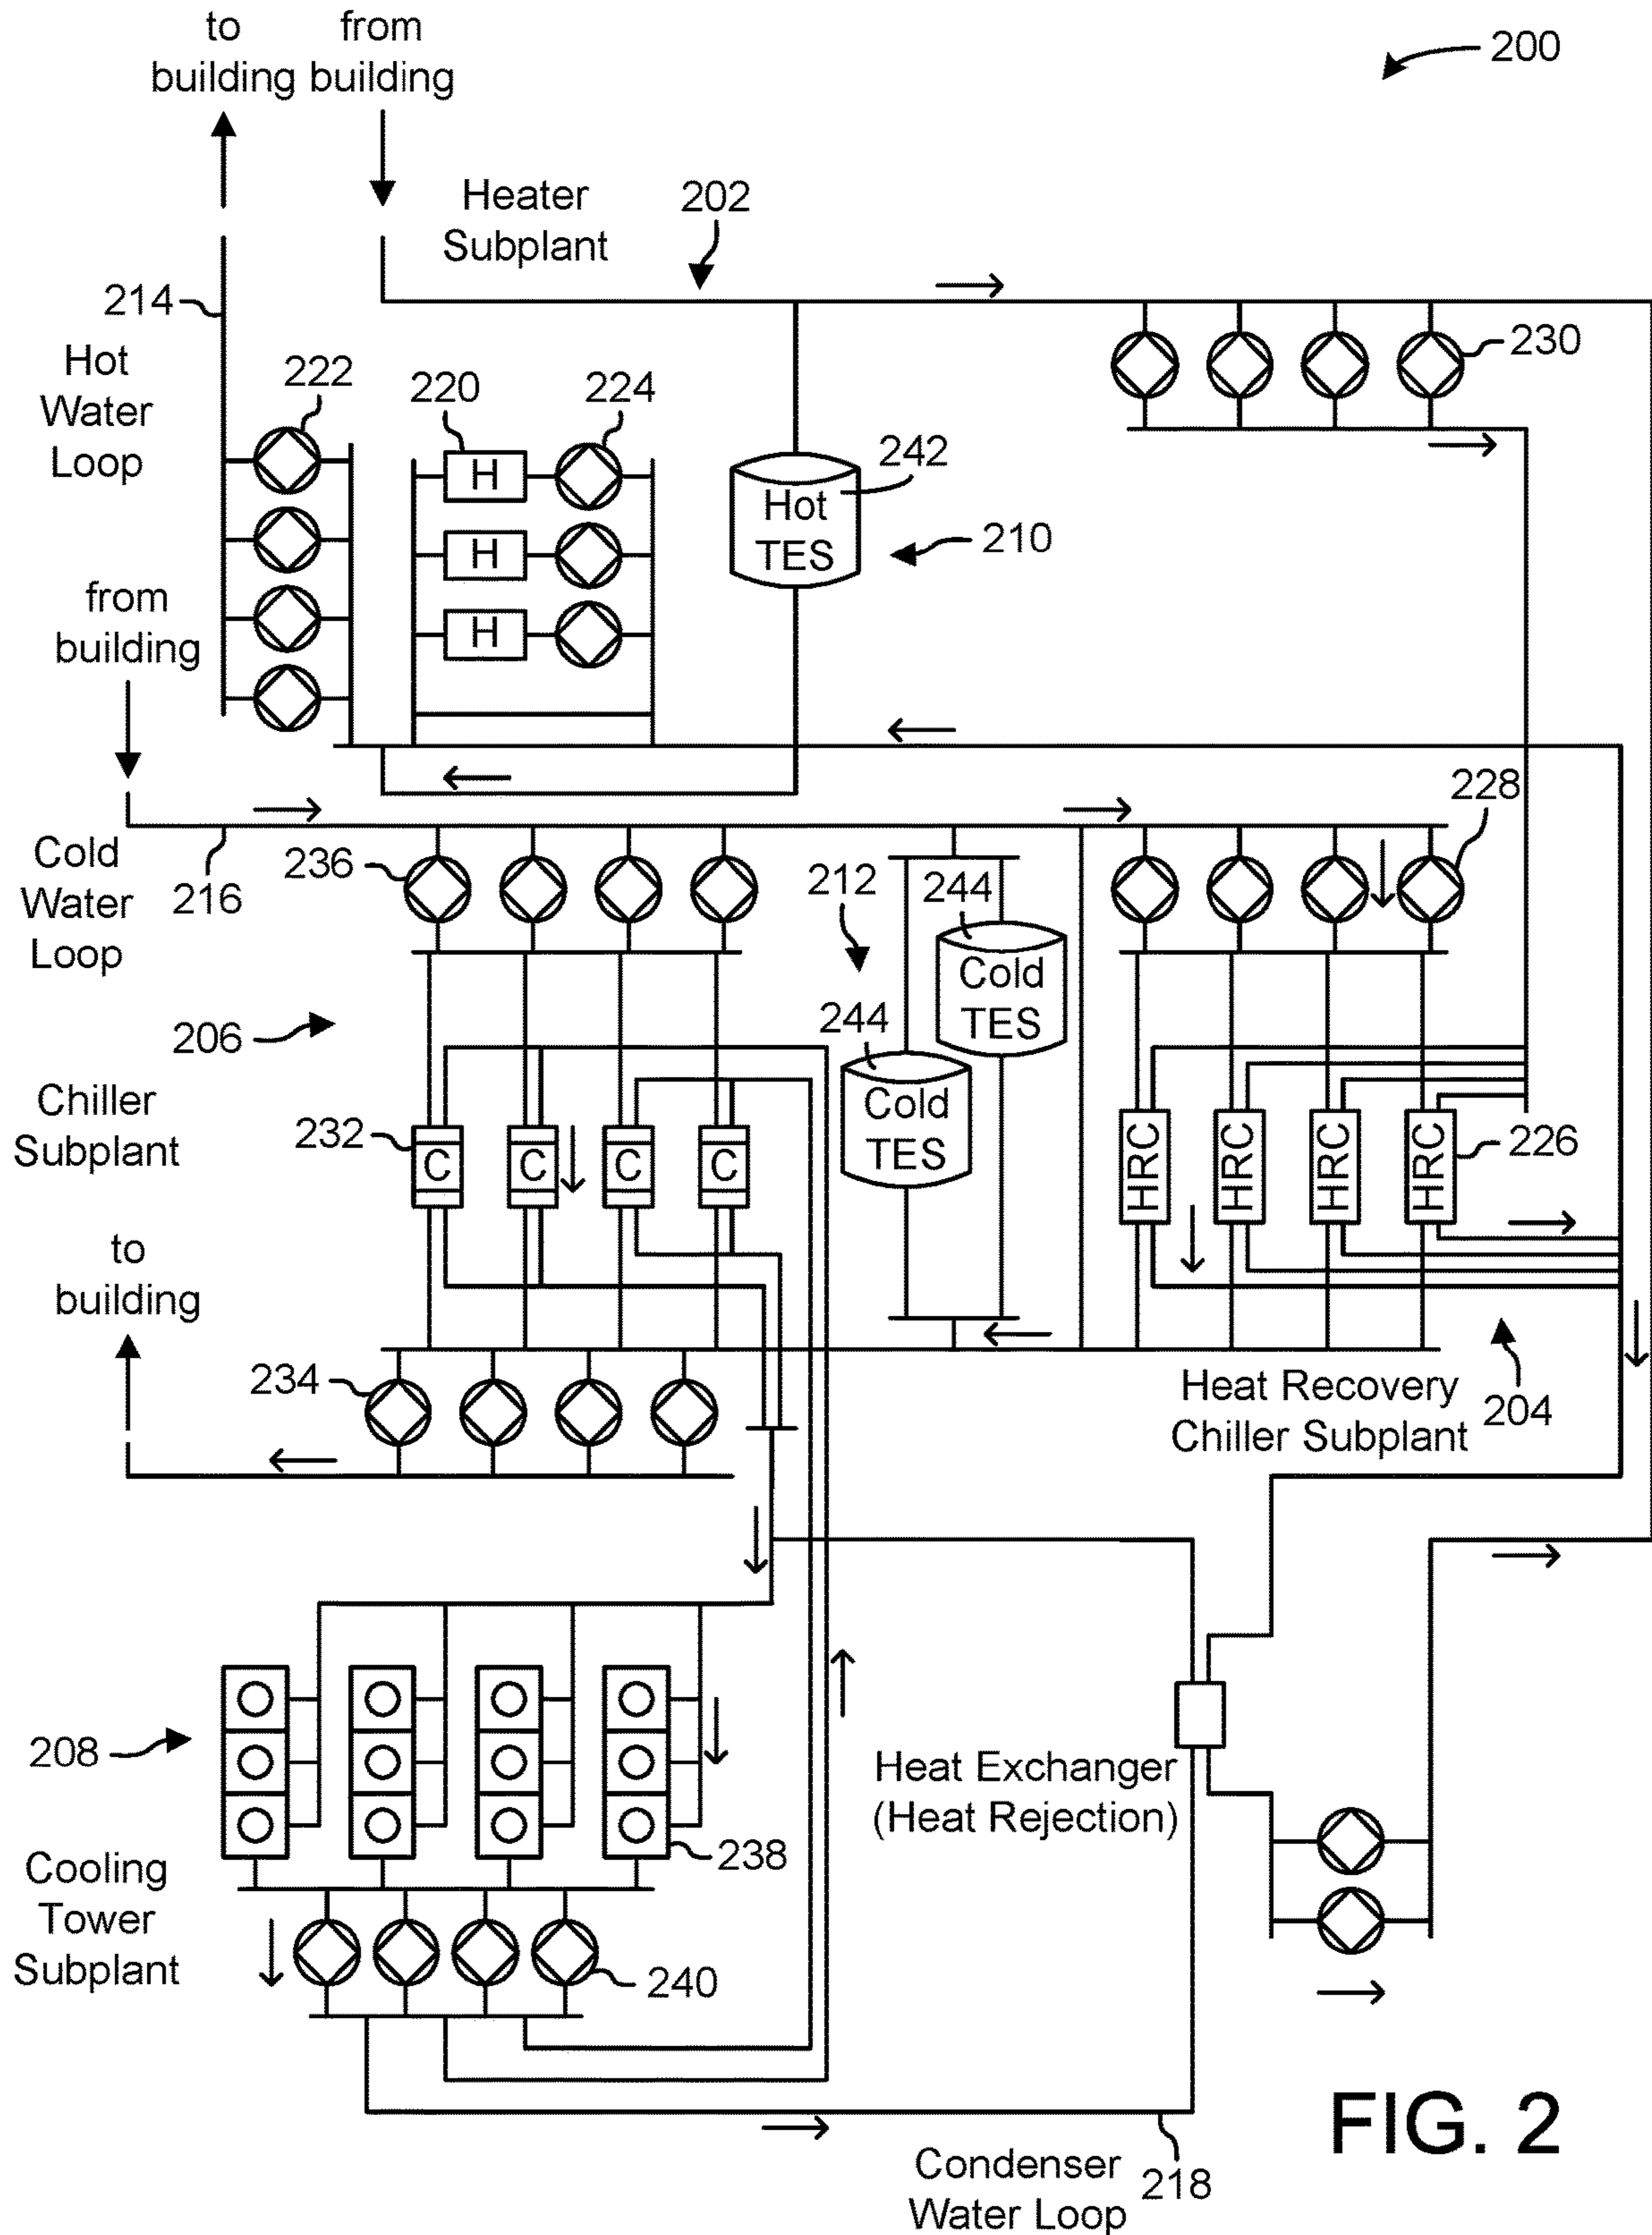 to from
building building
200
Heater
Subplant
202
214
Hot
Water
Loop
222
220
224
230
242
Hot
TES
210
H
H
H
from
building
228
Cold
Water
Loop
216
236
212
244
Cold
TES
244
Cold
TES
206
Chiller
Subplant
232
C
C
C
C
HRC
HRC
HRC
HRC
226
to
building
234
Heat Recovery
Chiller Subplant
204
208
Heat Exchanger
(Heat Rejection)
238
Cooling
Tower
Subplant
240
FIG. 2
Condenser
Water Loop
218